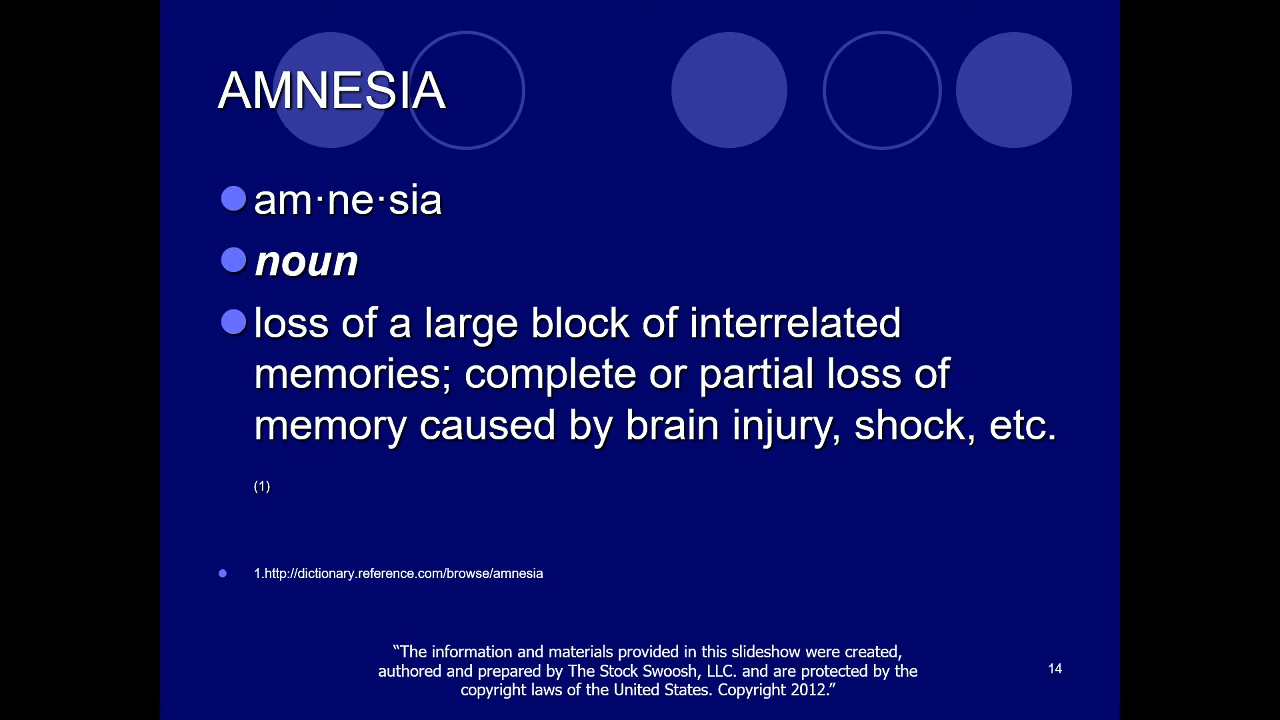 AMNESIA
am·ne·sia
noun
loss of a large block of interrelated
memories; complete or partial loss of
memory caused by brain injury, shock, etc.
(1)
1.http://dictionary.reference.com/browse/amnesia
“The information and materials provided in this slideshow were created,
authored and prepared by The Stock Swoosh, LLC. and are protected by the
copyright laws of the United States. Copyright 2012.”
14